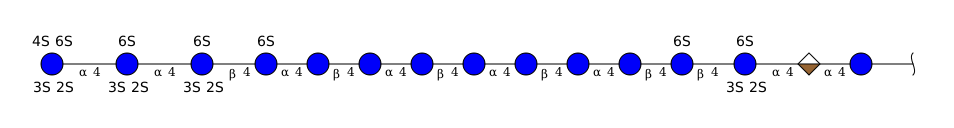 4S 6S 6S 6S 6S 6S 6S
α 4 α 4 β 4 α 4 β 4 α 4 β 4 α 4 β 4 α 4 β 4 β 4 α 4 α 4
3S 2S 3S 2S 3S 2S 3S 2S